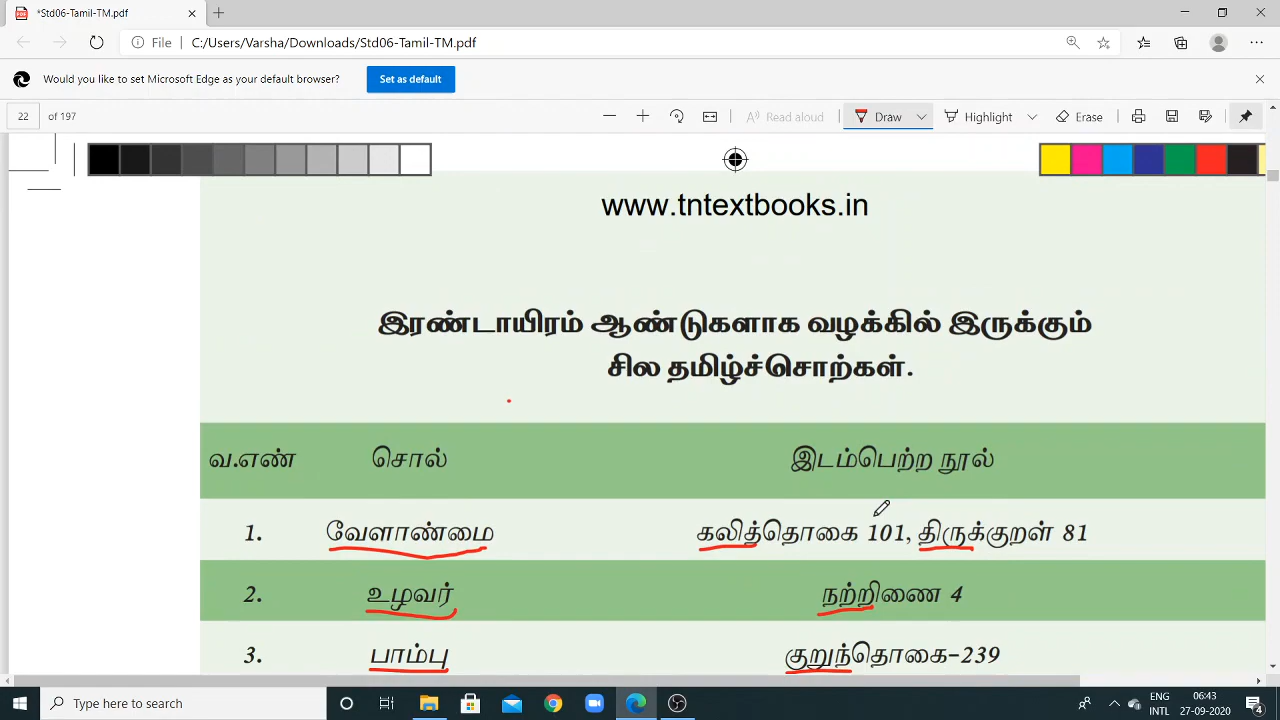 *Std06-Tamil-TM.pdf
File C:/Users/Varsha/Downloads/Std06-Tamil-TM.pdf
Would you like to set Microsoft Edge as your default browser? Set as default
22 of 197 Read aloud Draw Highlight Erase
www.tntextbooks.in
இரண்டாயிரம் ஆண்டுகளாக வழக்கில் இருக்கும்
சில தமிழ்ச்சொற்கள்.
வ.எண் சொல் இடம்பெற்ற நூல்
1. வேளாண்மை கலித்தொகை 101, திருக்குறள் 81
2. உழவர் நற்றிணை 4
3. பாம்பு குறுந்தொகை-239
Type here to search
ENG 06:43
INTL 27-09-2020